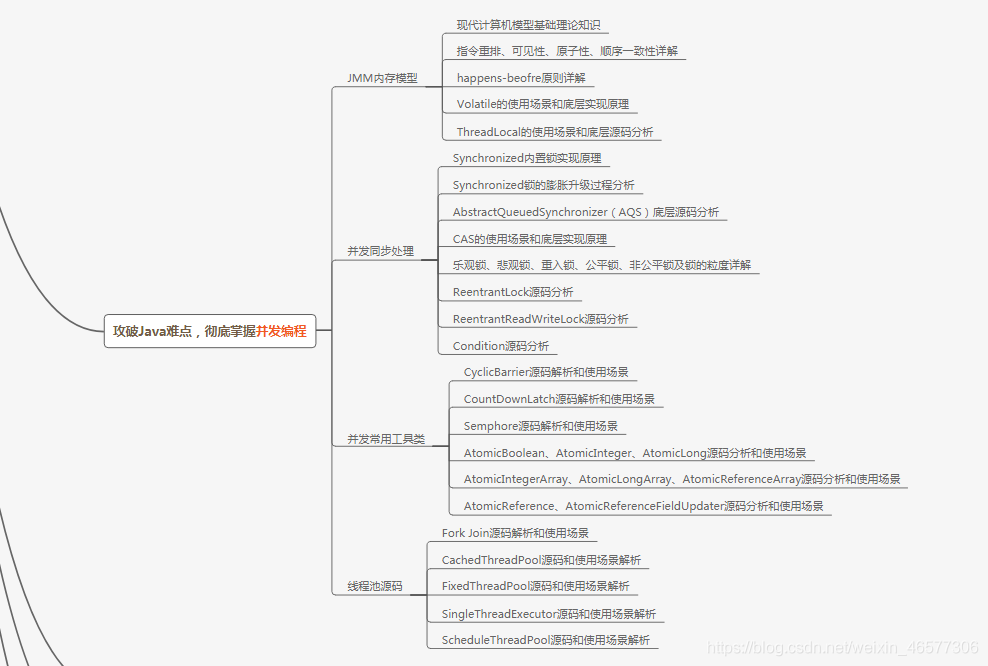 现代计算机模型基础理论知识
指令重排、可见性、原子性、顺序一致性详解
JMM内存模型
happens-beofre原则详解
Volatile的使用场景和底层实现原理
ThreadLocal的使用场景和底层源码分析
Synchronized内置锁实现原理
Synchronized锁的膨胀升级过程分析
AbstractQueuedSynchronizer（AQS）底层源码分析
CAS的使用场景和底层实现原理
并发同步处理
乐观锁、悲观锁、重入锁、公平锁、非公平锁及锁的粒度详解
ReentrantLock源码分析
ReentrantReadWriteLock源码分析
Condition源码分析
攻破Java难点，彻底掌握并发编程
CyclicBarrier源码解析和使用场景
CountDownLatch源码解析和使用场景
Semphore源码解析和使用场景
并发常用工具类
AtomicBoolean、AtomicInteger、AtomicLong源码分析和使用场景
AtomicIntegerArray、AtomicLongArray、AtomicReferenceArray源码分析和使用场景
AtomicReference、AtomicReferenceFieldUpdater源码分析和使用场景
Fork Join源码解析和使用场景
CachedThreadPool源码和使用场景解析
线程池源码
FixedThreadPool源码和使用场景解析
SingleThreadExecutor源码和使用场景解析
ScheduleThreadPool源码和使用场景解析
https://blog.csdn.net/weixin_46577306